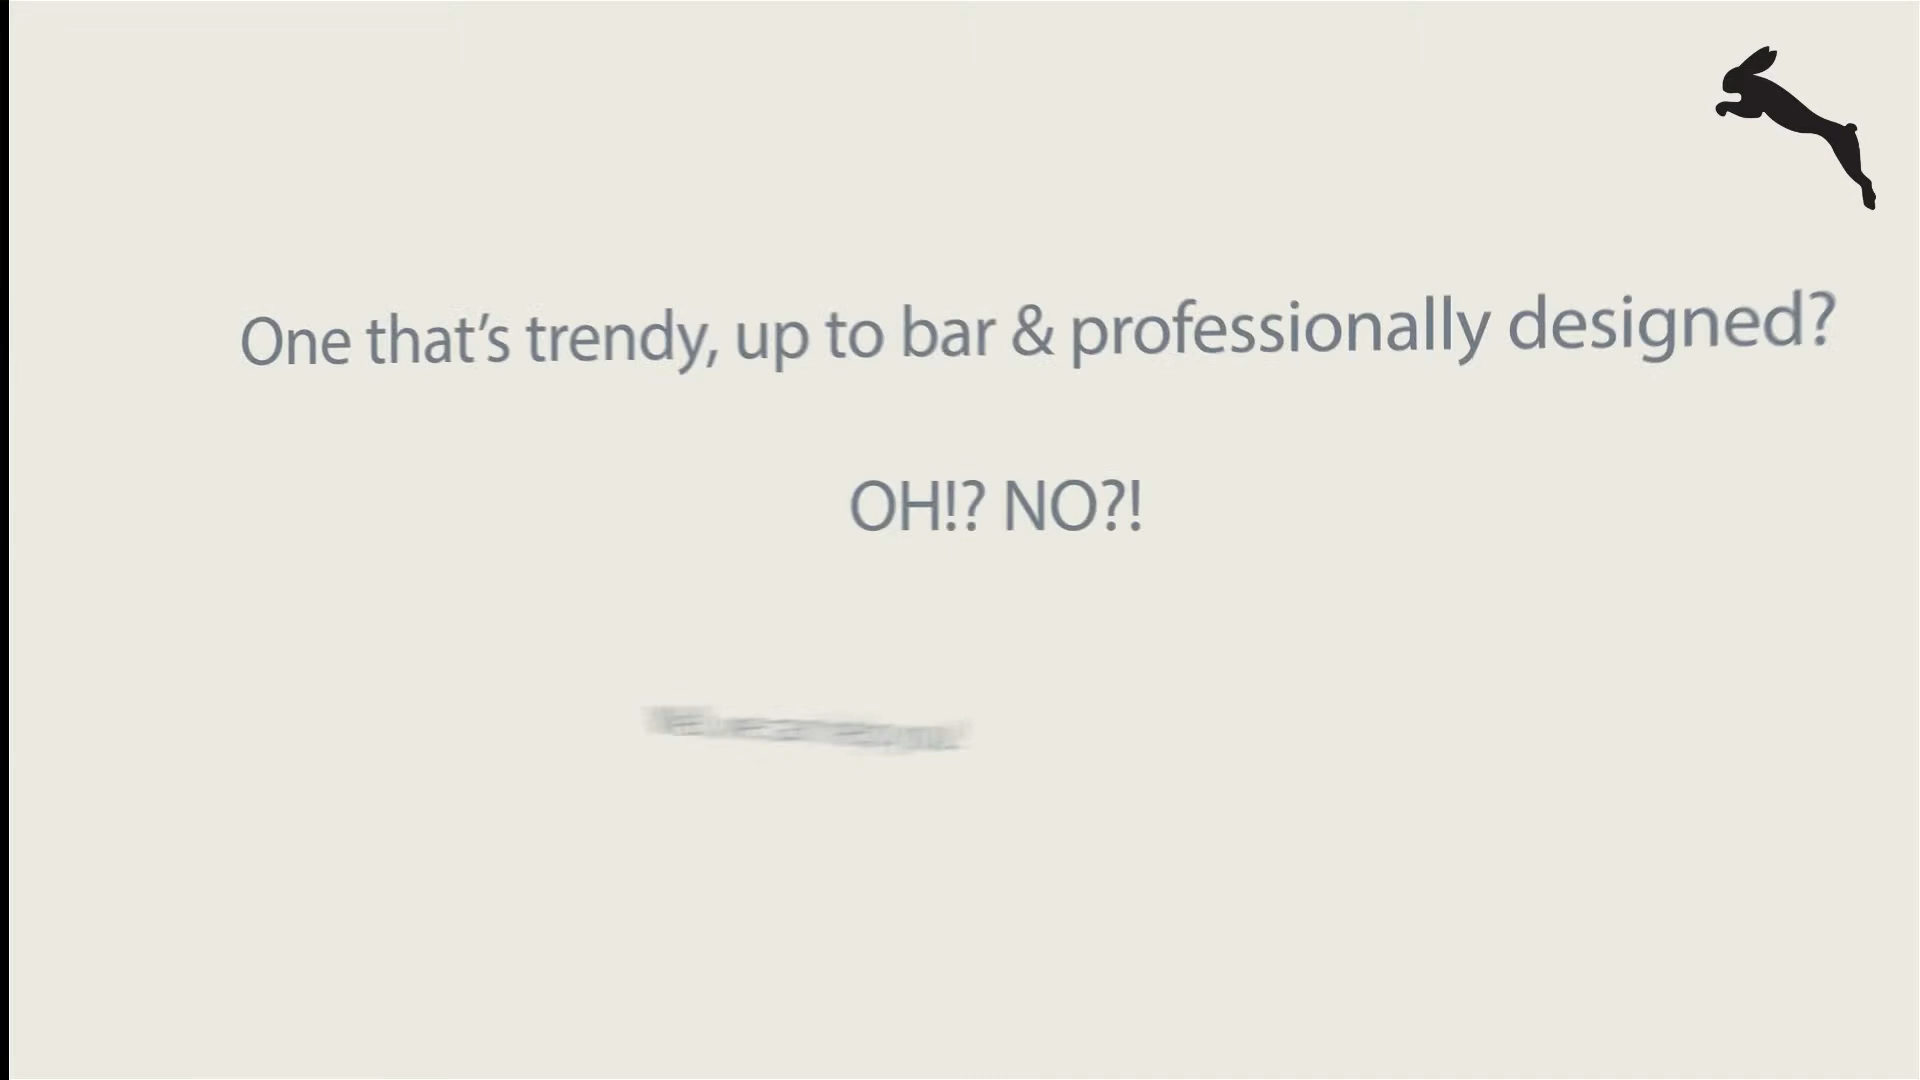 One that's trendy, up to bar & professionally designed?
OH!? NO?!